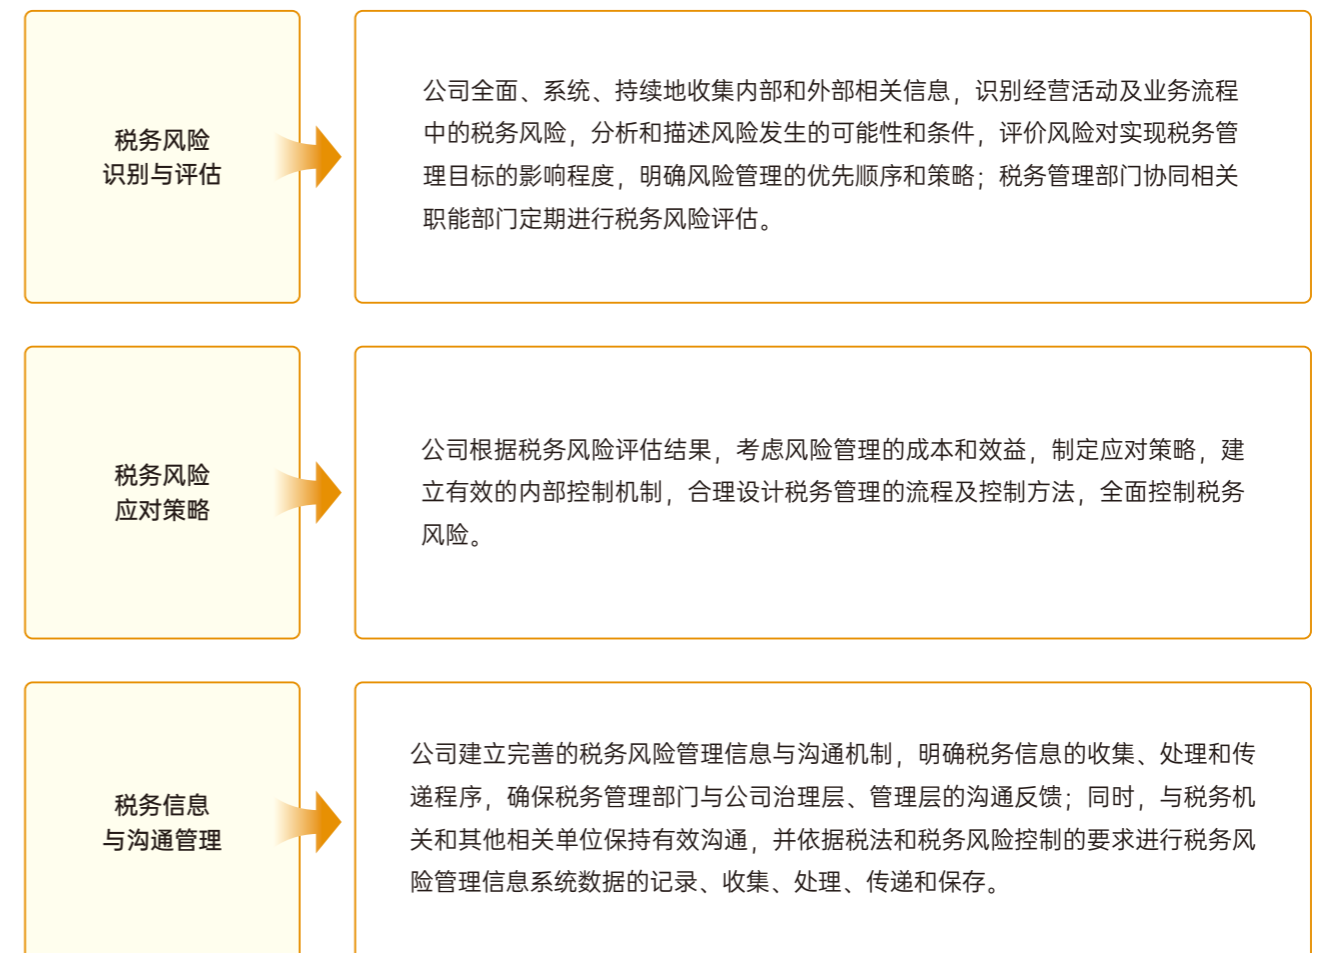 税务风险
识别与评估
公司全面、系统、持续地收集内部和外部相关信息，识别经营活动及业务流程
中的税务风险，分析和描述风险发生的可能性和条件，评价风险对实现税务管
理目标的影响程度，明确风险管理的优先顺序和策略；税务管理部门协同相关
职能部门定期进行税务风险评估。
税务风险
应对策略
公司根据税务风险评估结果，考虑风险管理的成本和效益，制定应对策略，建
立有效的内部控制机制，合理设计税务管理的流程及控制方法，全面控制税务
风险。
税务信息
与沟通管理
公司建立完善的税务风险管理信息与沟通机制，明确税务信息的收集、处理和传
递程序，确保税务管理部门与公司治理层、管理层的沟通反馈；同时，与税务机
关和其他相关单位保持有效沟通，并依据税法和税务风险控制的要求进行税务风
险管理信息系统数据的记录、收集、处理、传递和保存。